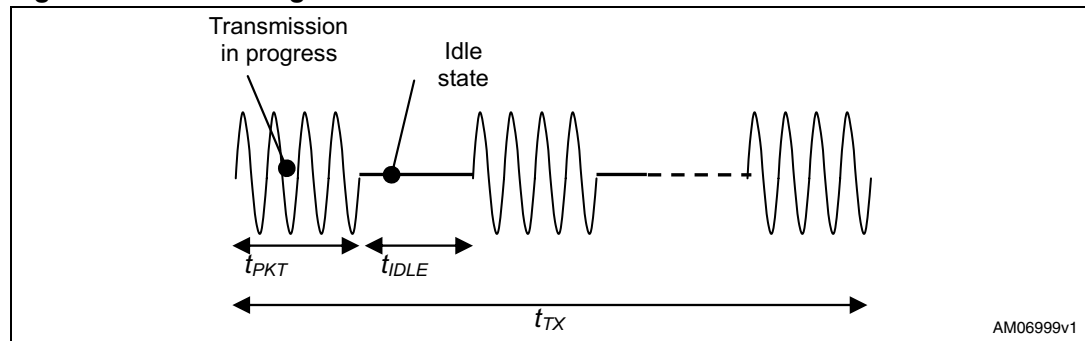 Transmission
in progress
Idle
state
tPKT
tIDLE
tTX
AM06999v1